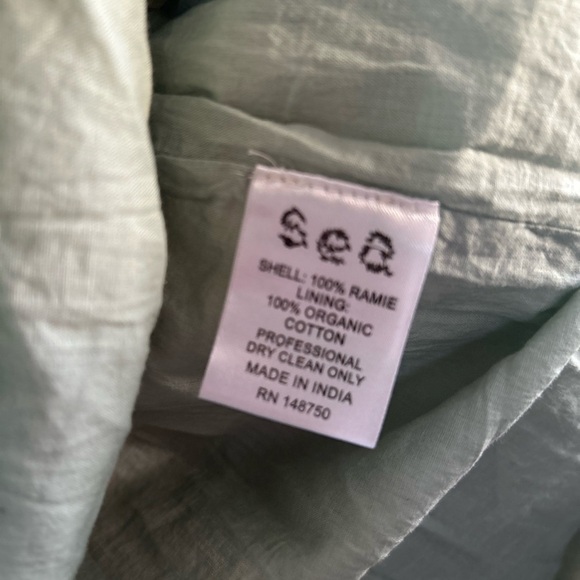 sea
SHELL: 100% RAMIE
LINING:
100% ORGANIC
COTTON
PROFESSIONAL
DRY CLEAN ONLY
MADE IN INDIA
RN 148750